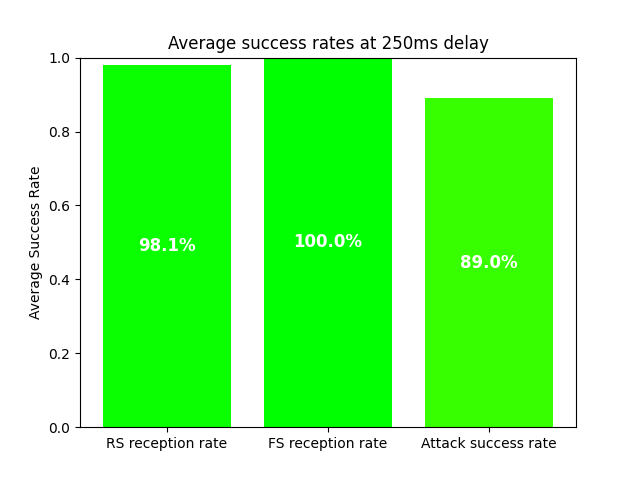 Average success rates at 250ms delay
Average Success Rate
1.0
0.8
0.6
0.4
0.2
0.0
98.1%
100.0%
89.0%
RS reception rate
FS reception rate
Attack success rate